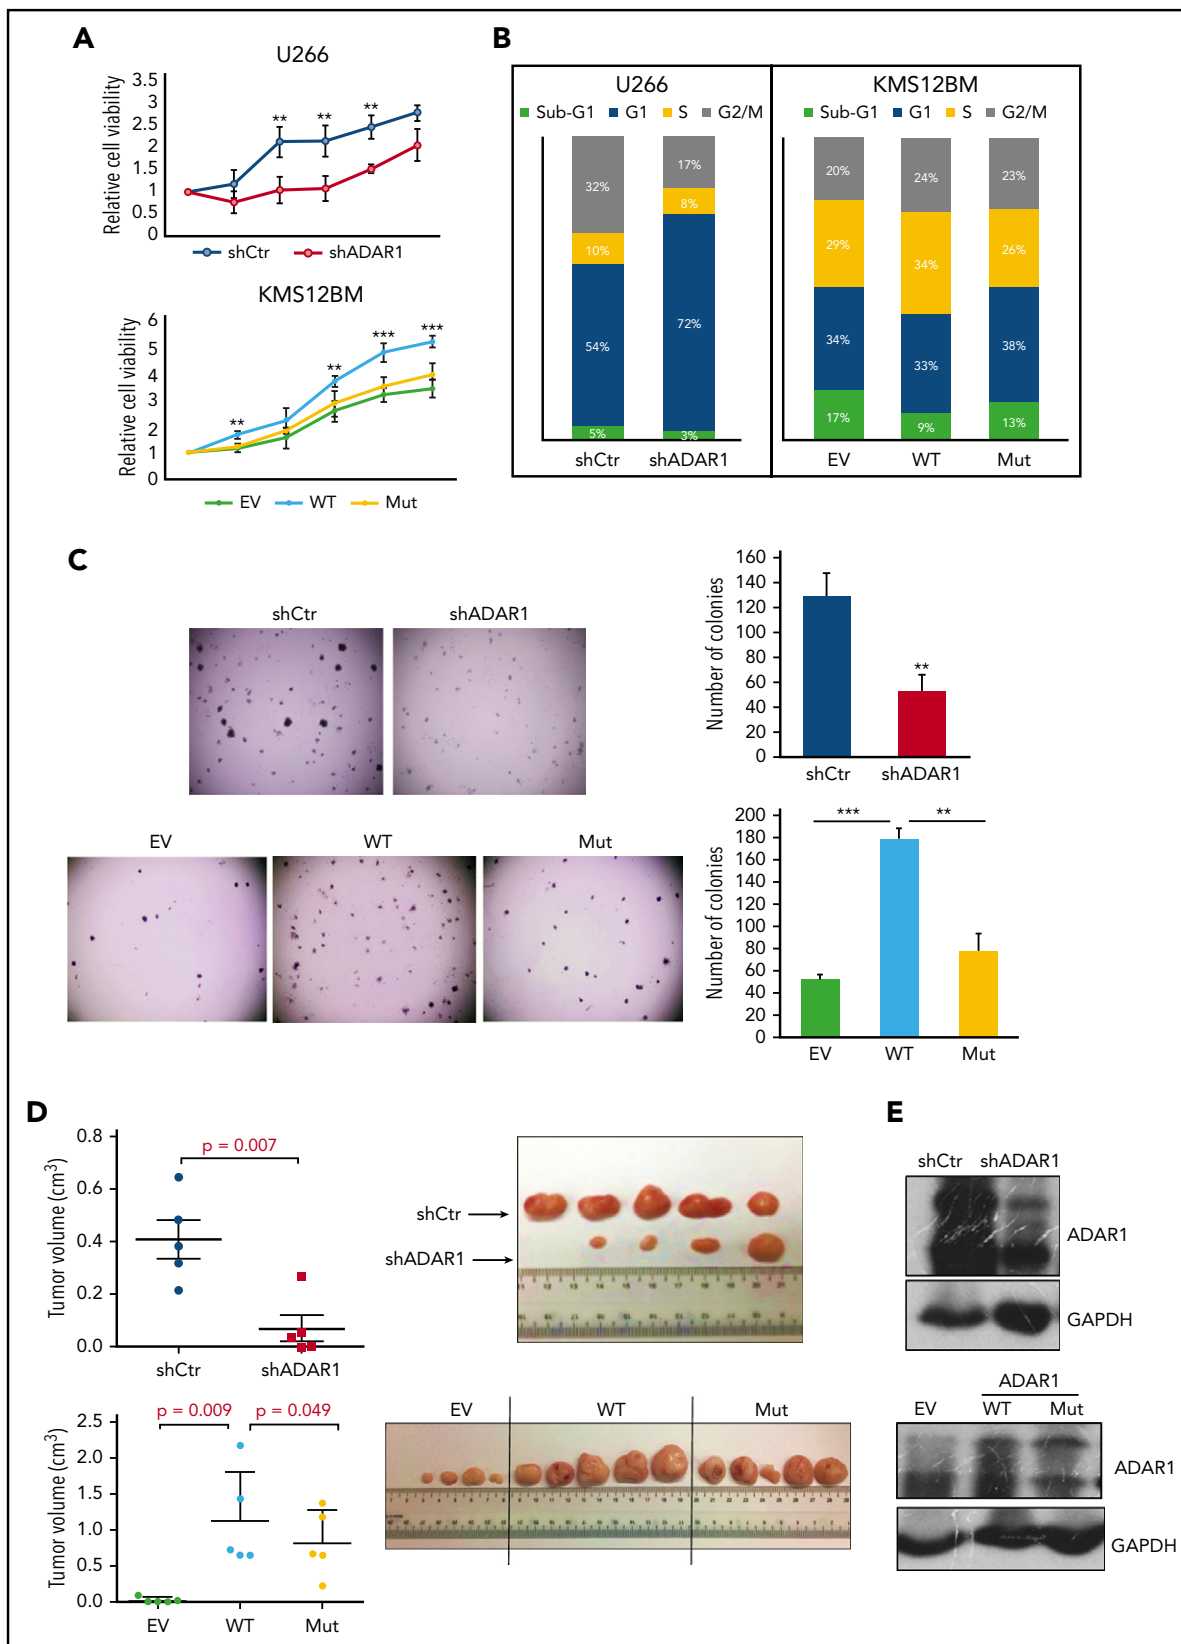 A
U266
Relative cell viability
3.5
3
2.5
2
1.5
1
0.5
0
** ** **
shCtr shADAR1
KMS12BM
Relative cell viability
6
5
4
3
2
1
0
** ** *** ***
EV WT Mut
B
U266
Sub-G1 G1 S G2/M
32%
10%
54%
5%
17%
8%
72%
3%
shCtr shADAR1
KMS12BM
Sub-G1 G1 S G2/M
20%
29%
34%
17%
24%
34%
33%
9%
23%
26%
38%
13%
EV WT Mut
C
shCtr shADAR1
EV WT Mut
Number of colonies
160
140
120
100
80
60
40
20
0
**
shCtr shADAR1
Number of colonies
200
180
160
140
120
100
80
60
40
20
0
*** **
EV WT Mut
D
Tumor volume (cm³)
0.8
0.6
0.4
0.2
0.0
p = 0.007
shCtr shADAR1
shCtr
shADAR1
Tumor volume (cm³)
2.5
2.0
1.5
1.0
0.5
0.0
p = 0.009 p = 0.049
EV WT Mut
EV WT Mut
E
shCtr shADAR1
ADAR1
GAPDH
ADAR1
EV WT Mut
ADAR1
GAPDH